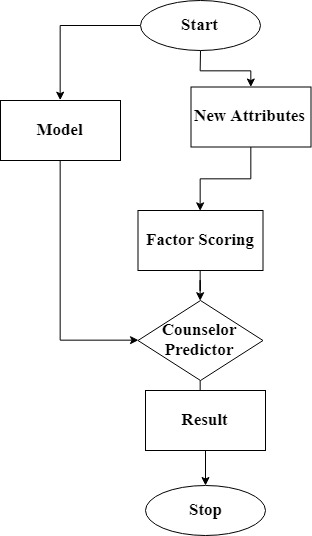 Start
New Attributes
Model
Factor Scoring
Counselor
Predictor
Result
Stop